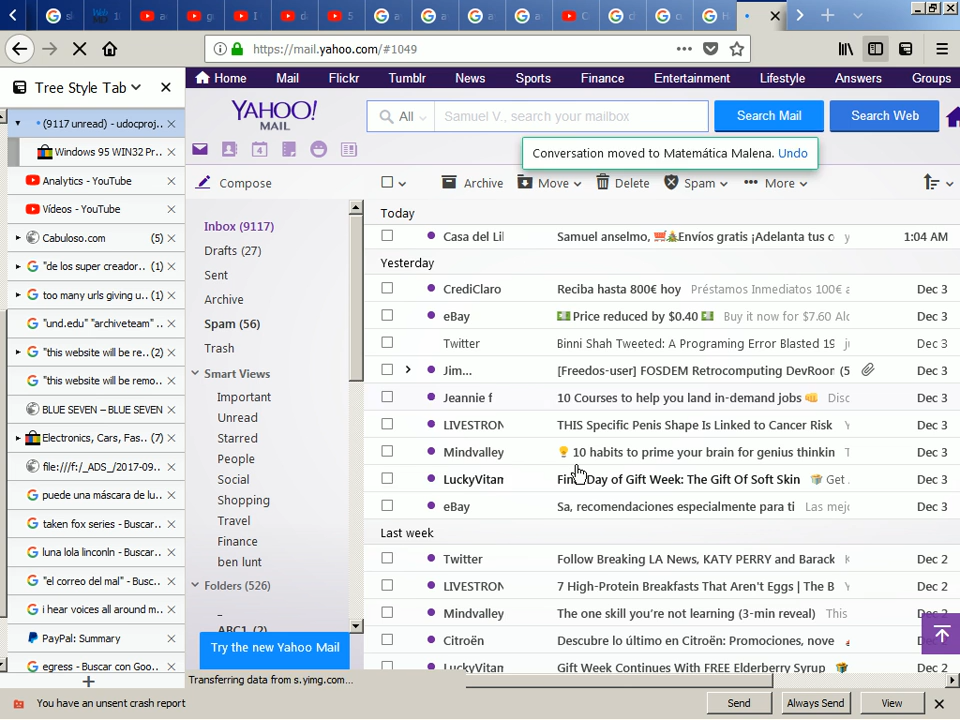 https://mail.yahoo.com/#1049
Tree Style Tab
(9117 unread) - udocproj...
Windows 95 WIN32 Pr...
Analytics - YouTube
Vídeos - YouTube
Cabuloso.com (5)
"de los super creador.. (1)
too many urls giving u.. (1)
"und.edu" "archiveteam" ...
"this website will be re.. (2)
"this website will be remo...
BLUE SEVEN – BLUE SEVEN
Electronics, Cars, Fas.. (7)
file:///f:/_ADS_/2017-09...
puede una máscara de lu...
taken fox series - Buscar...
luna lola linconln - Buscar...
"el correo del mal" - Busc...
i hear voices all around m...
PayPal: Summary
egress - Buscar con Goo...
Home Mail Flickr Tumblr News Sports Finance Entertainment Lifestyle Answers Groups
YAHOO!
MAIL
All
Samuel V., search your mailbox
Search Mail
Search Web
Conversation moved to Matemática Malena. Undo
Compose
Archive Move Delete Spam More
Inbox (9117)
Drafts (27)
Sent
Archive
Spam (56)
Trash
Smart Views
Important
Unread
Starred
People
Social
Shopping
Travel
Finance
ben lunt
Folders (526)
ABC1 (2)
Try the new Yahoo Mail
Today
Casa del Li Samuel anselmo, 🛒🎄Envíos gratis ¡Adelanta tus c 1:04 AM
Yesterday
CrediClaro Reciba hasta 800€ hoy Préstamos Inmediatos 100€ a Dec 3
eBay 💵Price reduced by $0.40 💵 Buy it now for $7.60 Alc Dec 3
Twitter Binni Shah Tweeted: A Programing Error Blasted 19 Dec 3
Jim... [Freedos-user] FOSDEM Retrocomputing DevRoom (5 Dec 3
Jeannie f 10 Courses to help you land in-demand jobs 👊 Disc Dec 3
LIVESTRON THIS Specific Penis Shape Is Linked to Cancer Risk Dec 3
Mindvalley 💡 10 habits to prime your brain for genius thinkin T Dec 3
LuckyVitan Final Day of Gift Week: The Gift Of Soft Skin 🎁 Get Dec 3
eBay Sa, recomendaciones especialmente para ti Las mejo Dec 3
Last week
Twitter Follow Breaking LA News, KATY PERRY and Barack Dec 2
LIVESTRON 7 High-Protein Breakfasts That Aren't Eggs | The B Dec 2
Mindvalley The one skill you're not learning (3-min reveal) This Dec 2
Citroën Descubre lo último en Citroën: Promociones, nove Dec 2
LuckyVitan Gift Week Continues With FREE Elderberry Syrup 🎁 Dec 2
Transferring data from s.yimg.com...
You have an unsent crash report
Send
Always Send
View